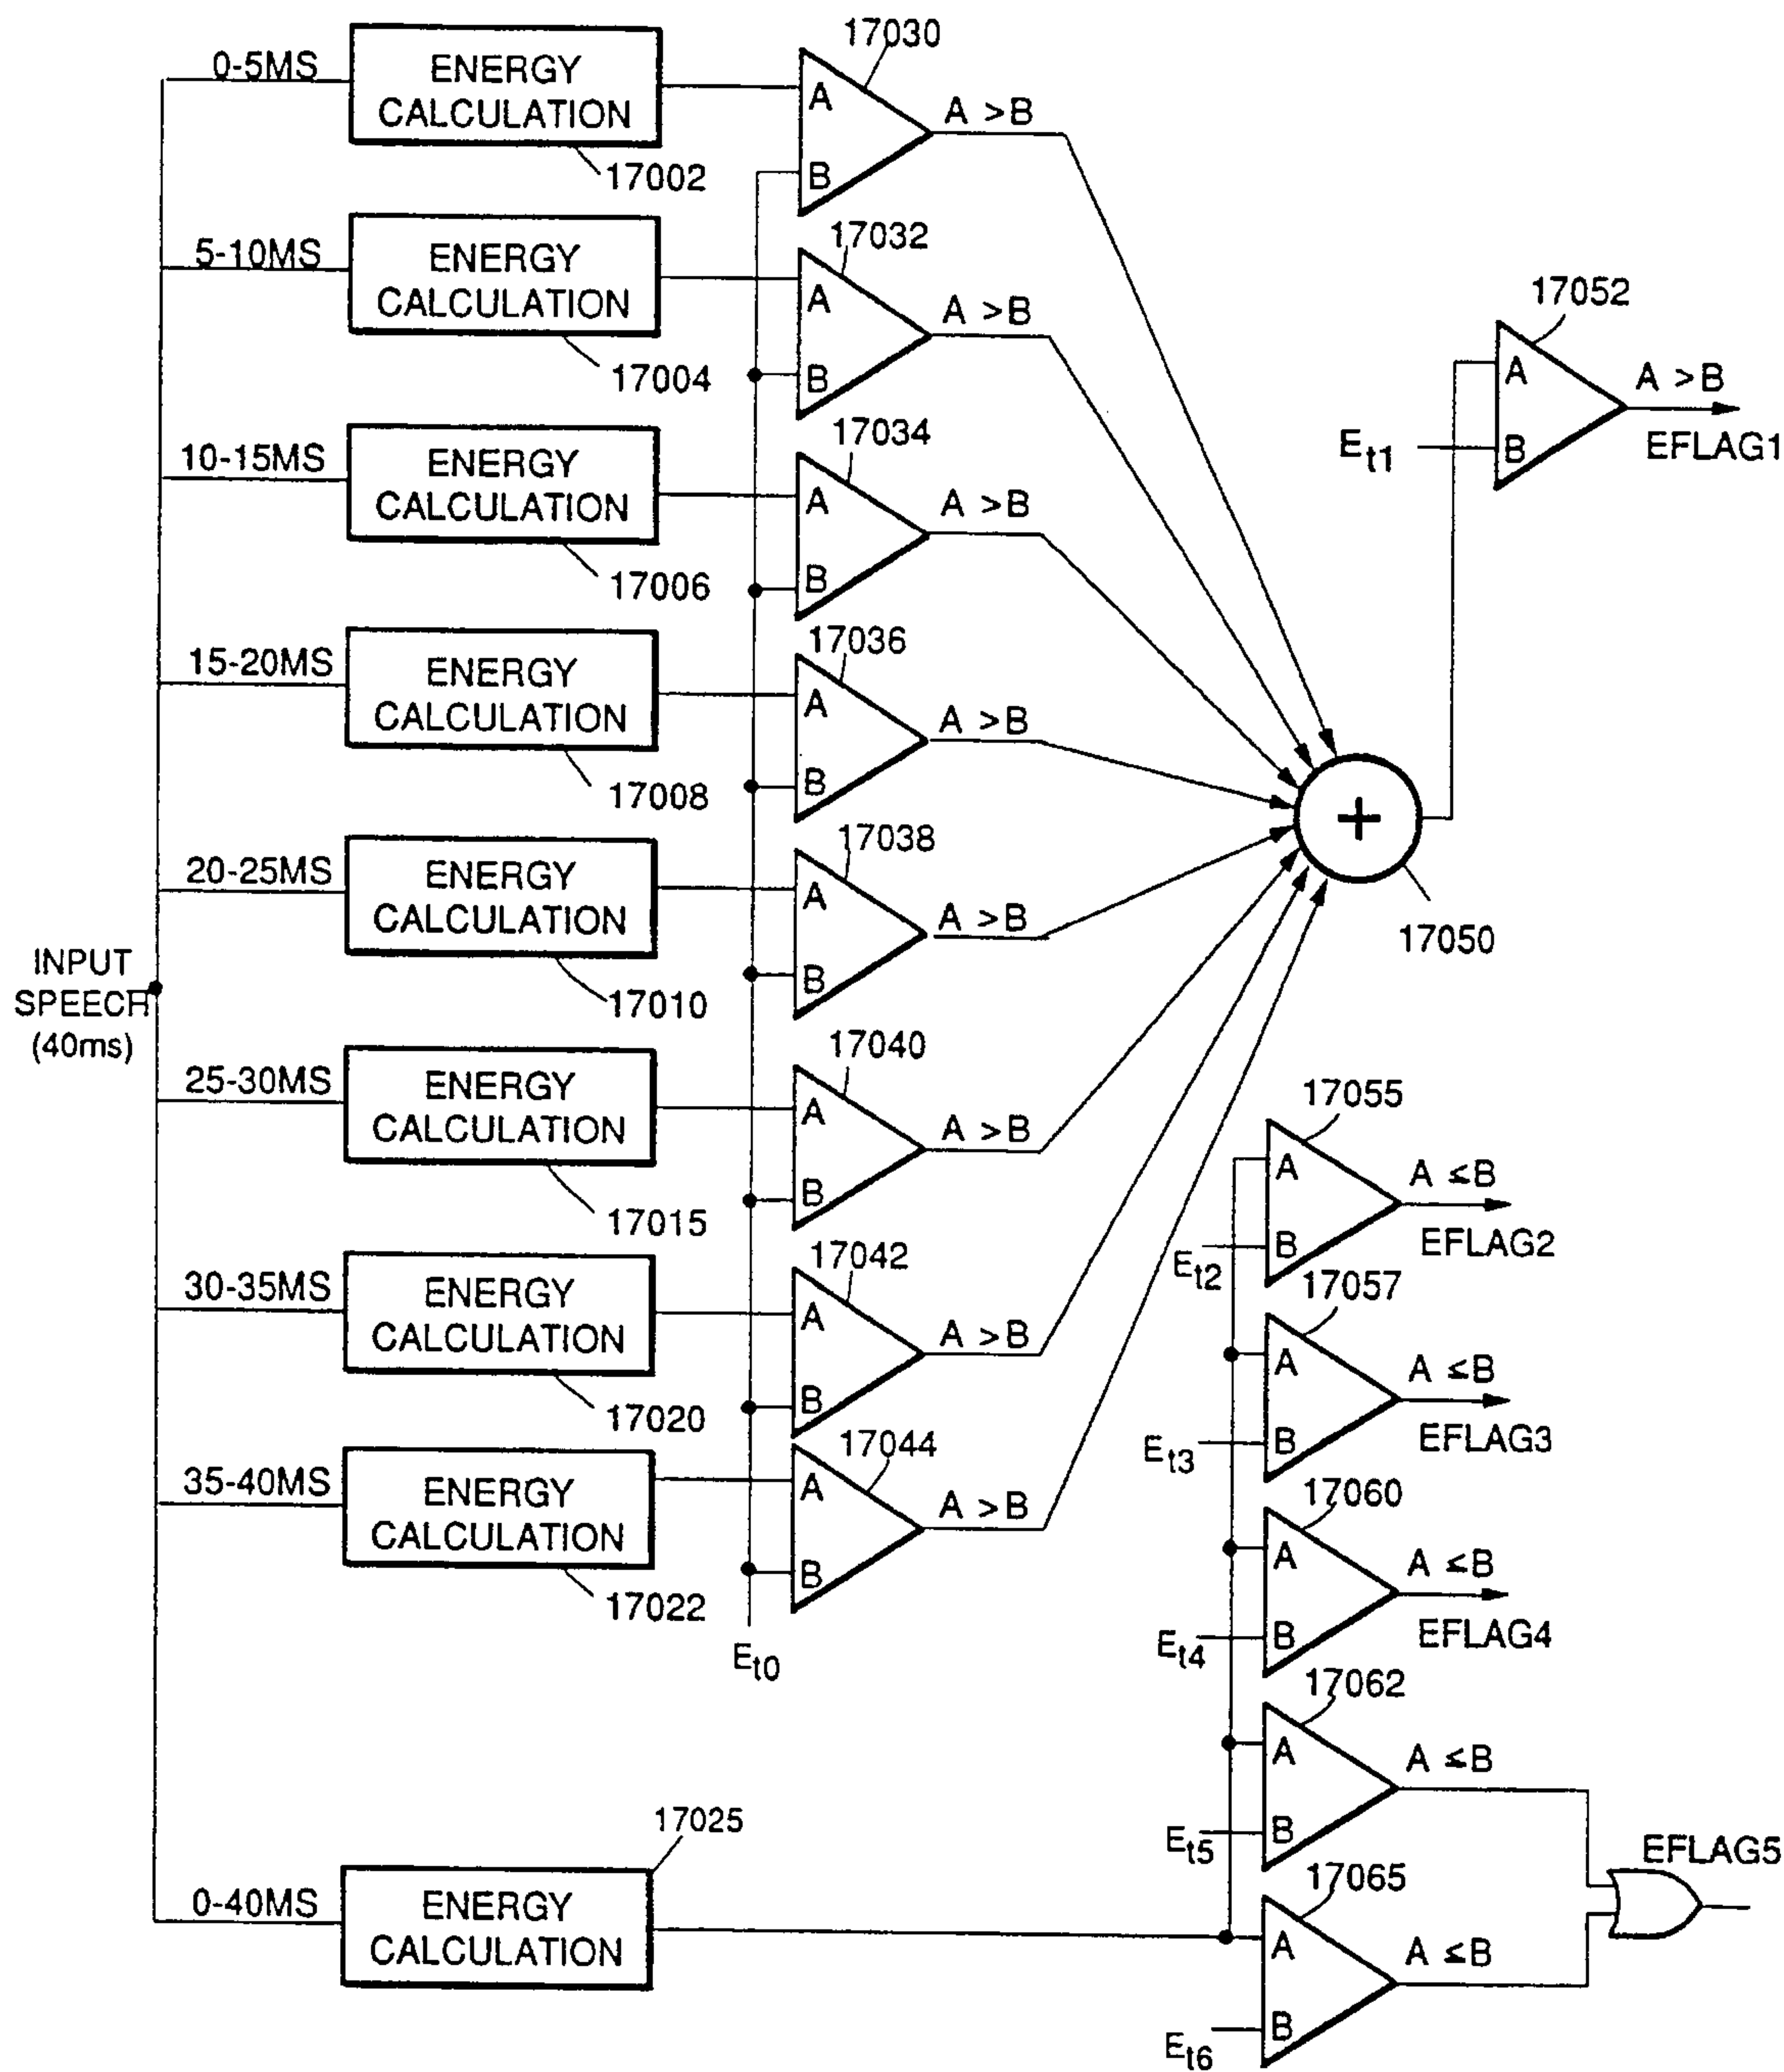 0-5MS
ENERGY
CALCULATION
17002
A
B
17030
A >B
5-10MS
ENERGY
CALCULATION
17004
A
B
17032
A >B
10-15MS
ENERGY
CALCULATION
17006
A
B
17034
A >B
15-20MS
ENERGY
CALCULATION
17008
A
B
17036
A >B
20-25MS
ENERGY
CALCULATION
17010
A
B
17038
A >B
INPUT
SPEECH
(40ms)
25-30MS
ENERGY
CALCULATION
17015
A
B
17040
A >B
30-35MS
ENERGY
CALCULATION
17020
A
B
17042
A >B
35-40MS
ENERGY
CALCULATION
17022
A
B
17044
A >B
Et0
0-40MS
ENERGY
CALCULATION
17025
+
17050
17052
A
B
Et1
A >B
EFLAG1
17055
A
B
Et2
A ≤B
EFLAG2
17057
A
B
Et3
A ≤B
EFLAG3
17060
A
B
Et4
A ≤B
EFLAG4
17062
A
B
Et5
A ≤B
17065
A
B
Et6
A ≤B
EFLAG5